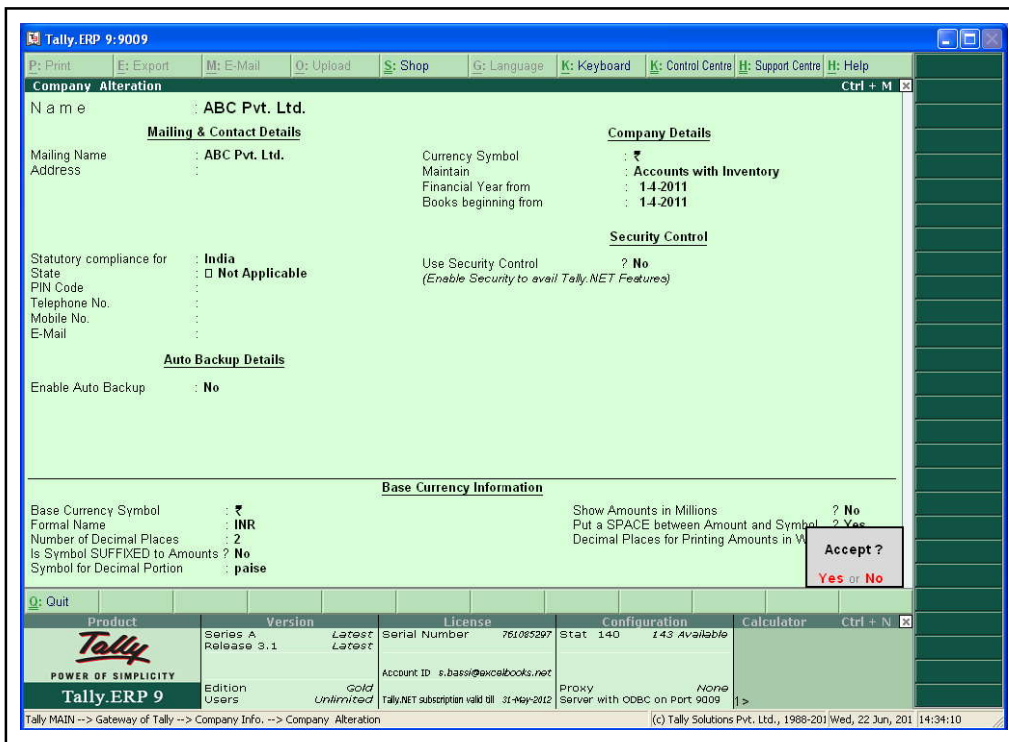 Tally.ERP 9:9009
P: Print E: Export M: E-Mail O: Upload S: Shop G: Language K: Keyboard K: Control Centre H: Support Centre H: Help
Company Alteration Ctrl + M
Name : ABC Pvt. Ltd.
Mailing & Contact Details Company Details
Mailing Name : ABC Pvt. Ltd. Currency Symbol : ₹
Address : Maintain : Accounts with Inventory
Financial Year from : 1-4-2011
Books beginning from : 1-4-2011
Security Control
Statutory compliance for : India Use Security Control ? No
State : □ Not Applicable (Enable Security to avail Tally.NET Features)
PIN Code :
Telephone No. :
Mobile No. :
E-Mail :
Auto Backup Details
Enable Auto Backup : No
Base Currency Information
Base Currency Symbol : ₹ Show Amounts in Millions ? No
Formal Name : INR Put a SPACE between Amount and Symbol ? Yes
Number of Decimal Places : 2 Decimal Places for Printing Amounts in W
Is Symbol SUFFIXED to Amounts ? No
Symbol for Decimal Portion : paise
Accept ?
Yes or No
Q: Quit
Product Version License Configuration Calculator Ctrl + N
Tally
POWER OF SIMPLICITY
Tally.ERP 9
Series A Latest
Release 3.1 Latest
Edition Gold
Users Unlimited
Serial Number 761085297
Account ID s.bassi@excelbooks.net
Tally.NET subscription valid till 31-May-2012
Stat 140 143 Available
Proxy None
Server with ODBC on Port 9009
1>
Tally MAIN --> Gateway of Tally --> Company Info. --> Company Alteration (c) Tally Solutions Pvt. Ltd., 1988-201 Wed, 22 Jun, 201 14:34:10